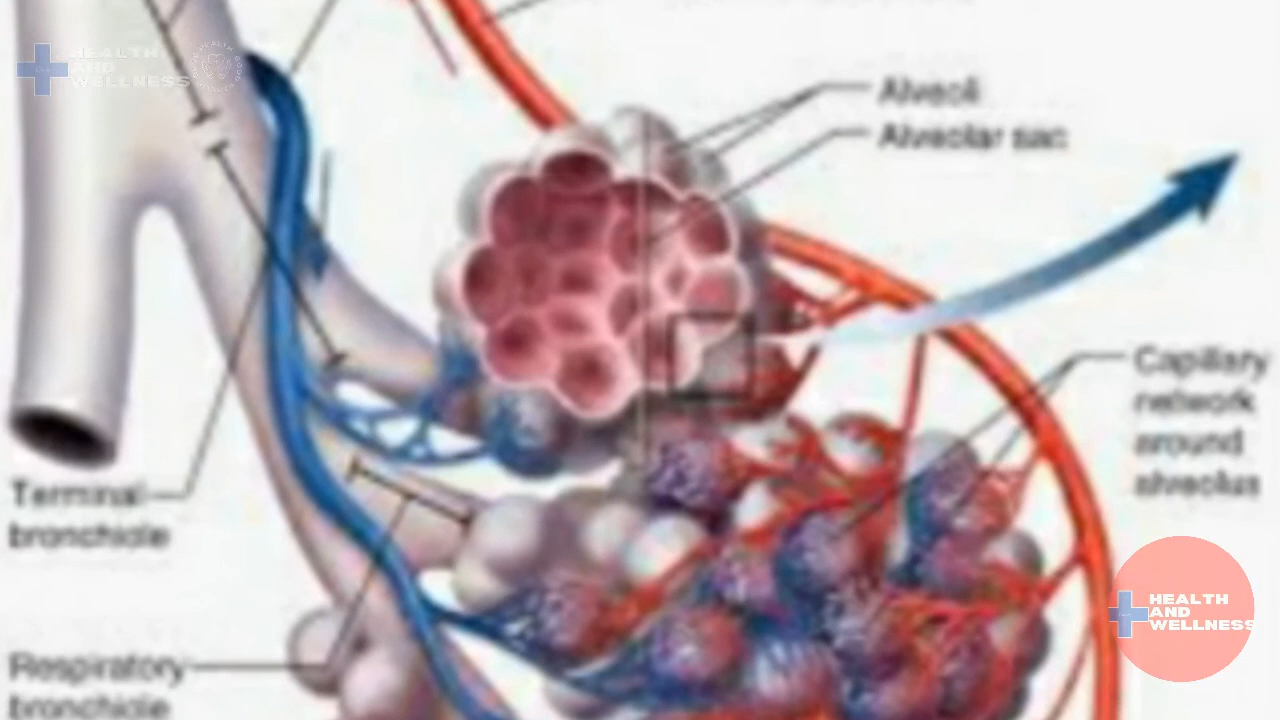 HEALTH
AND
WELLNESS
Alveoli
Alveolar sac
Capillary
network
around
alveolus
Terminal
bronchiole
HEALTH
AND
WELLNESS
Respiratory
bronchiole